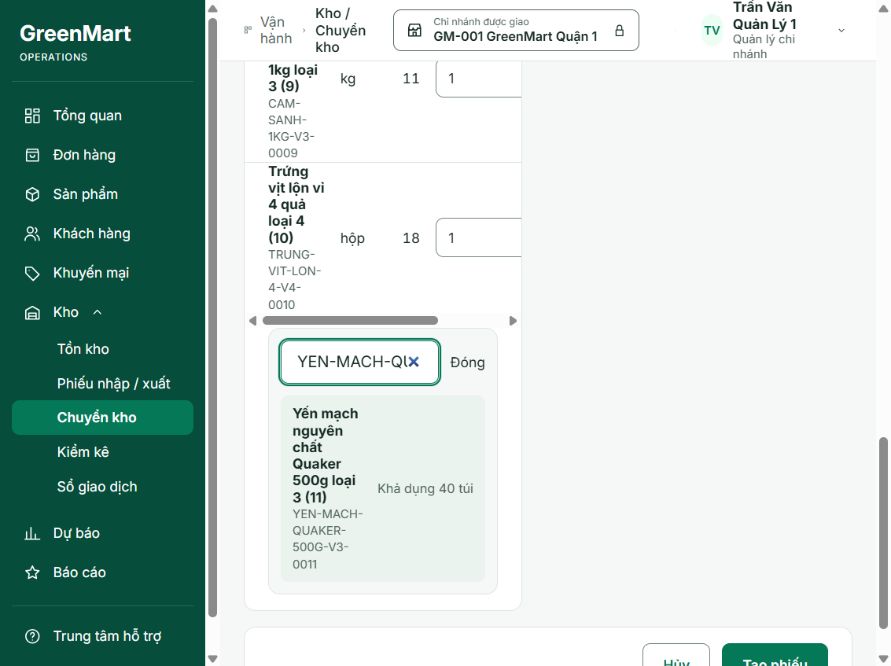 GreenMart
OPERATIONS
Tổng quan
Đơn hàng
Sản phẩm
Khách hàng
Khuyến mại
Kho
Tồn kho
Phiếu nhập / xuất
Chuyển kho
Kiểm kê
Sổ giao dịch
Dự báo
Báo cáo
Trung tâm hỗ trợ
Vận
hành
Kho /
Chuyển
kho
Chi nhánh được giao
GM-001 GreenMart Quận 1
TV
Trần Văn
Quản Lý 1
Quản lý chi
nhánh
1kg loại
3 (9)
CAM-
SANH-
1KG-V3-
0009
kg
11
1
Trứng
vịt lộn vỉ
4 quả
loại 4
(10)
TRUNG-
VIT-LON-
4-V4-
0010
hộp
18
1
YEN-MACH-QU
Đóng
Yến mạch
nguyên
chất
Quaker
500g loại
3 (11)
YEN-MACH-
QUAKER-
500G-V3-
0011
Khả dụng 40 túi
Hủy
Tạo phiếu